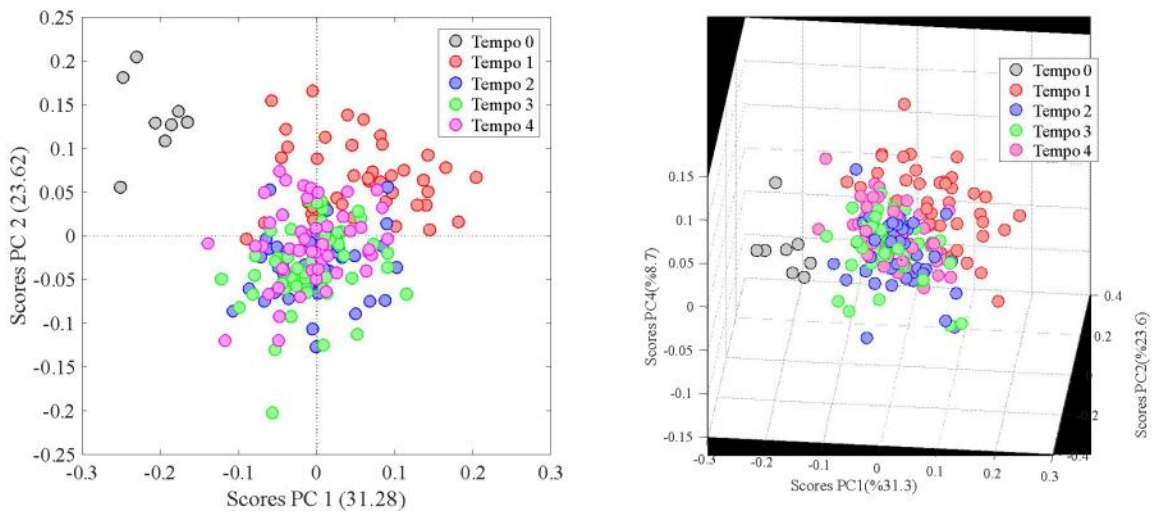 0.25
0.2
0.15
0.1
0.05
0
-0.05
-0.1
-0.15
-0.2
-0.25
-0.3
-0.2
-0.1
0
0.1
0.2
0.3
Scores PC 2 (23.62)
Scores PC 1 (31.28)
Tempo 0
Tempo 1
Tempo 2
Tempo 3
Tempo 4
Tempo 0
Tempo 1
Tempo 2
Tempo 3
Tempo 4
0.15
0.1
0.05
0
-0.05
-0.1
-0.15
Scores PC4(%8.7)
-0.3
-0.2
-0.1
0
0.1
0.2
0.3
Scores PC1(%31.3)
0.4
0.2
0
-0.2
-0.4
Scores PC2(%23.6)